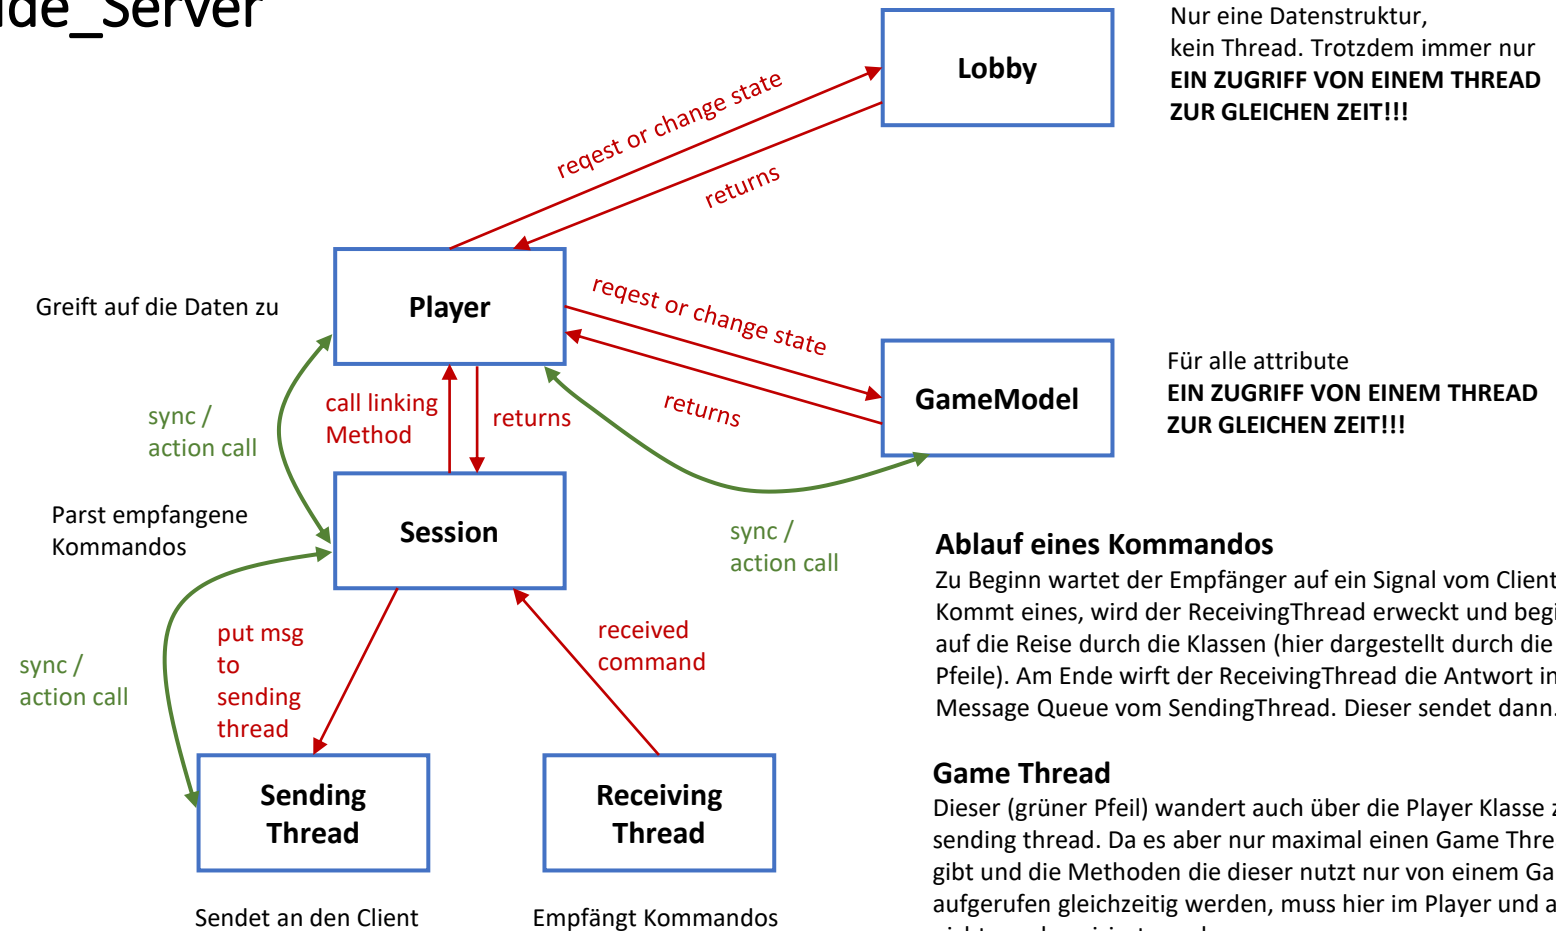 ide_Server
Nur eine Datenstruktur,
kein Thread. Trotzdem immer nur
EIN ZUGRIFF VON EINEM THREAD
ZUR GLEICHEN ZEIT!!!
Lobby
reqest or change state
returns
Greift auf die Daten zu
Player
reqest or change state
returns
GameModel
Für alle attribute
EIN ZUGRIFF VON EINEM THREAD
ZUR GLEICHEN ZEIT!!!
sync /
action call
call linking
Method
returns
Parst empfangene
Kommandos
Session
sync /
action call
Ablauf eines Kommandos
Zu Beginn wartet der Empfänger auf ein Signal vom Client
Kommt eines, wird der ReceivingThread erweckt und
auf die Reise durch die Klassen (hier dargestellt durch die
Pfeile). Am Ende wirft der ReceivingThread die Antwort in
Message Queue vom SendingThread. Dieser sendet dann.
sync /
action call
put msg
to
sending
thread
received
command
Sending
Thread
Receiving
Thread
Sendet an den Client
Empfängt Kommandos
Game Thread
Dieser (grüner Pfeil) wandert auch über die Player Klasse
sending thread. Da es aber nur maximal einen Game
gibt und die Methoden die dieser nutzt nur von einem
aufgerufen gleichzeitig werden, muss hier im Player und